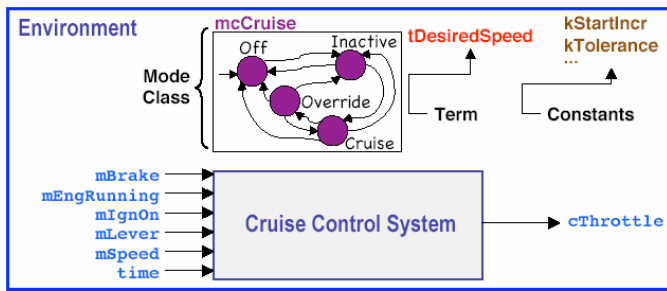 Environment
mcCruise
Off
Inactive
Override
Cruise
Mode
Class
tDesiredSpeed
Term
kStartIncr
kTolerance
...
Constants
mBrake
mEngRunning
mIgnOn
mLever
mSpeed
time
Cruise Control System
cThrottle